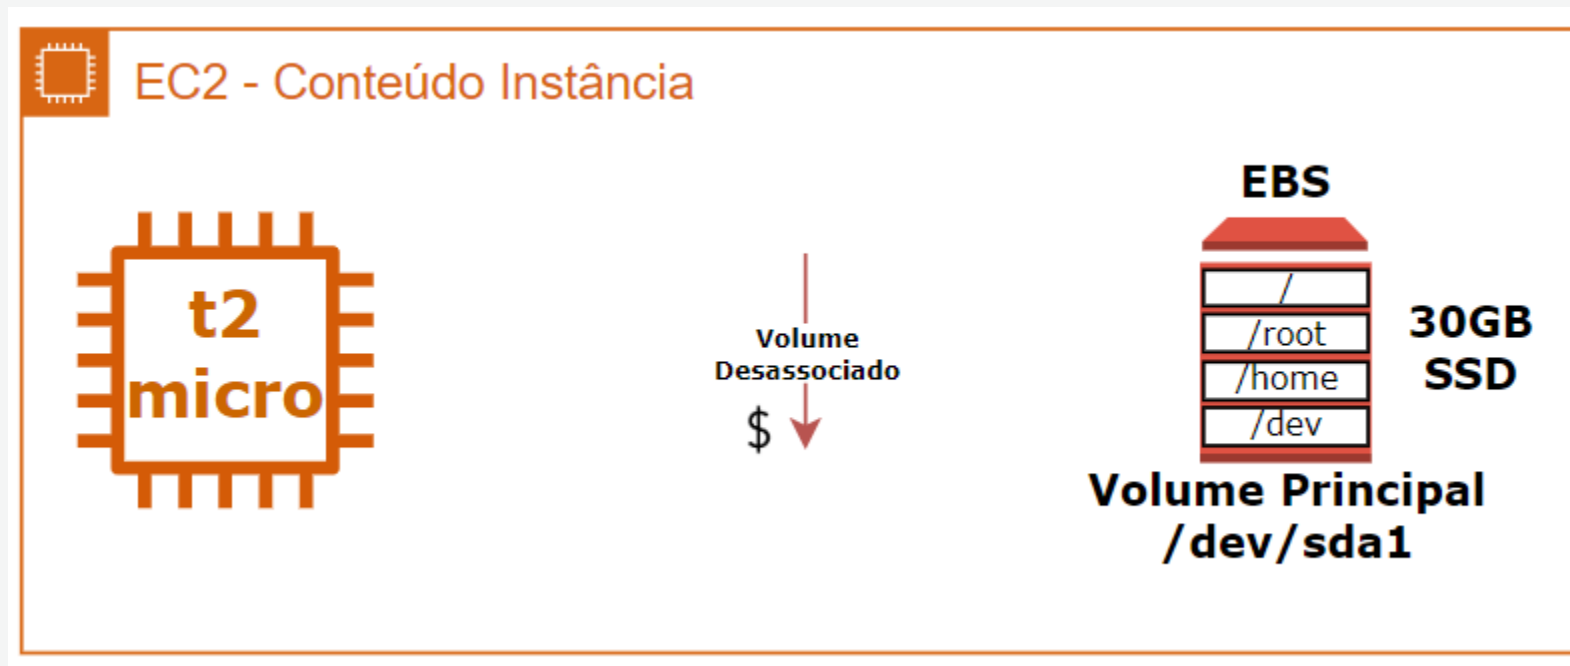 EC2 - Conteúdo Instância
t2
micro
Volume
Desassociado
$
EBS
/
/root
/home
/dev
30GB
SSD
Volume Principal
/dev/sda1